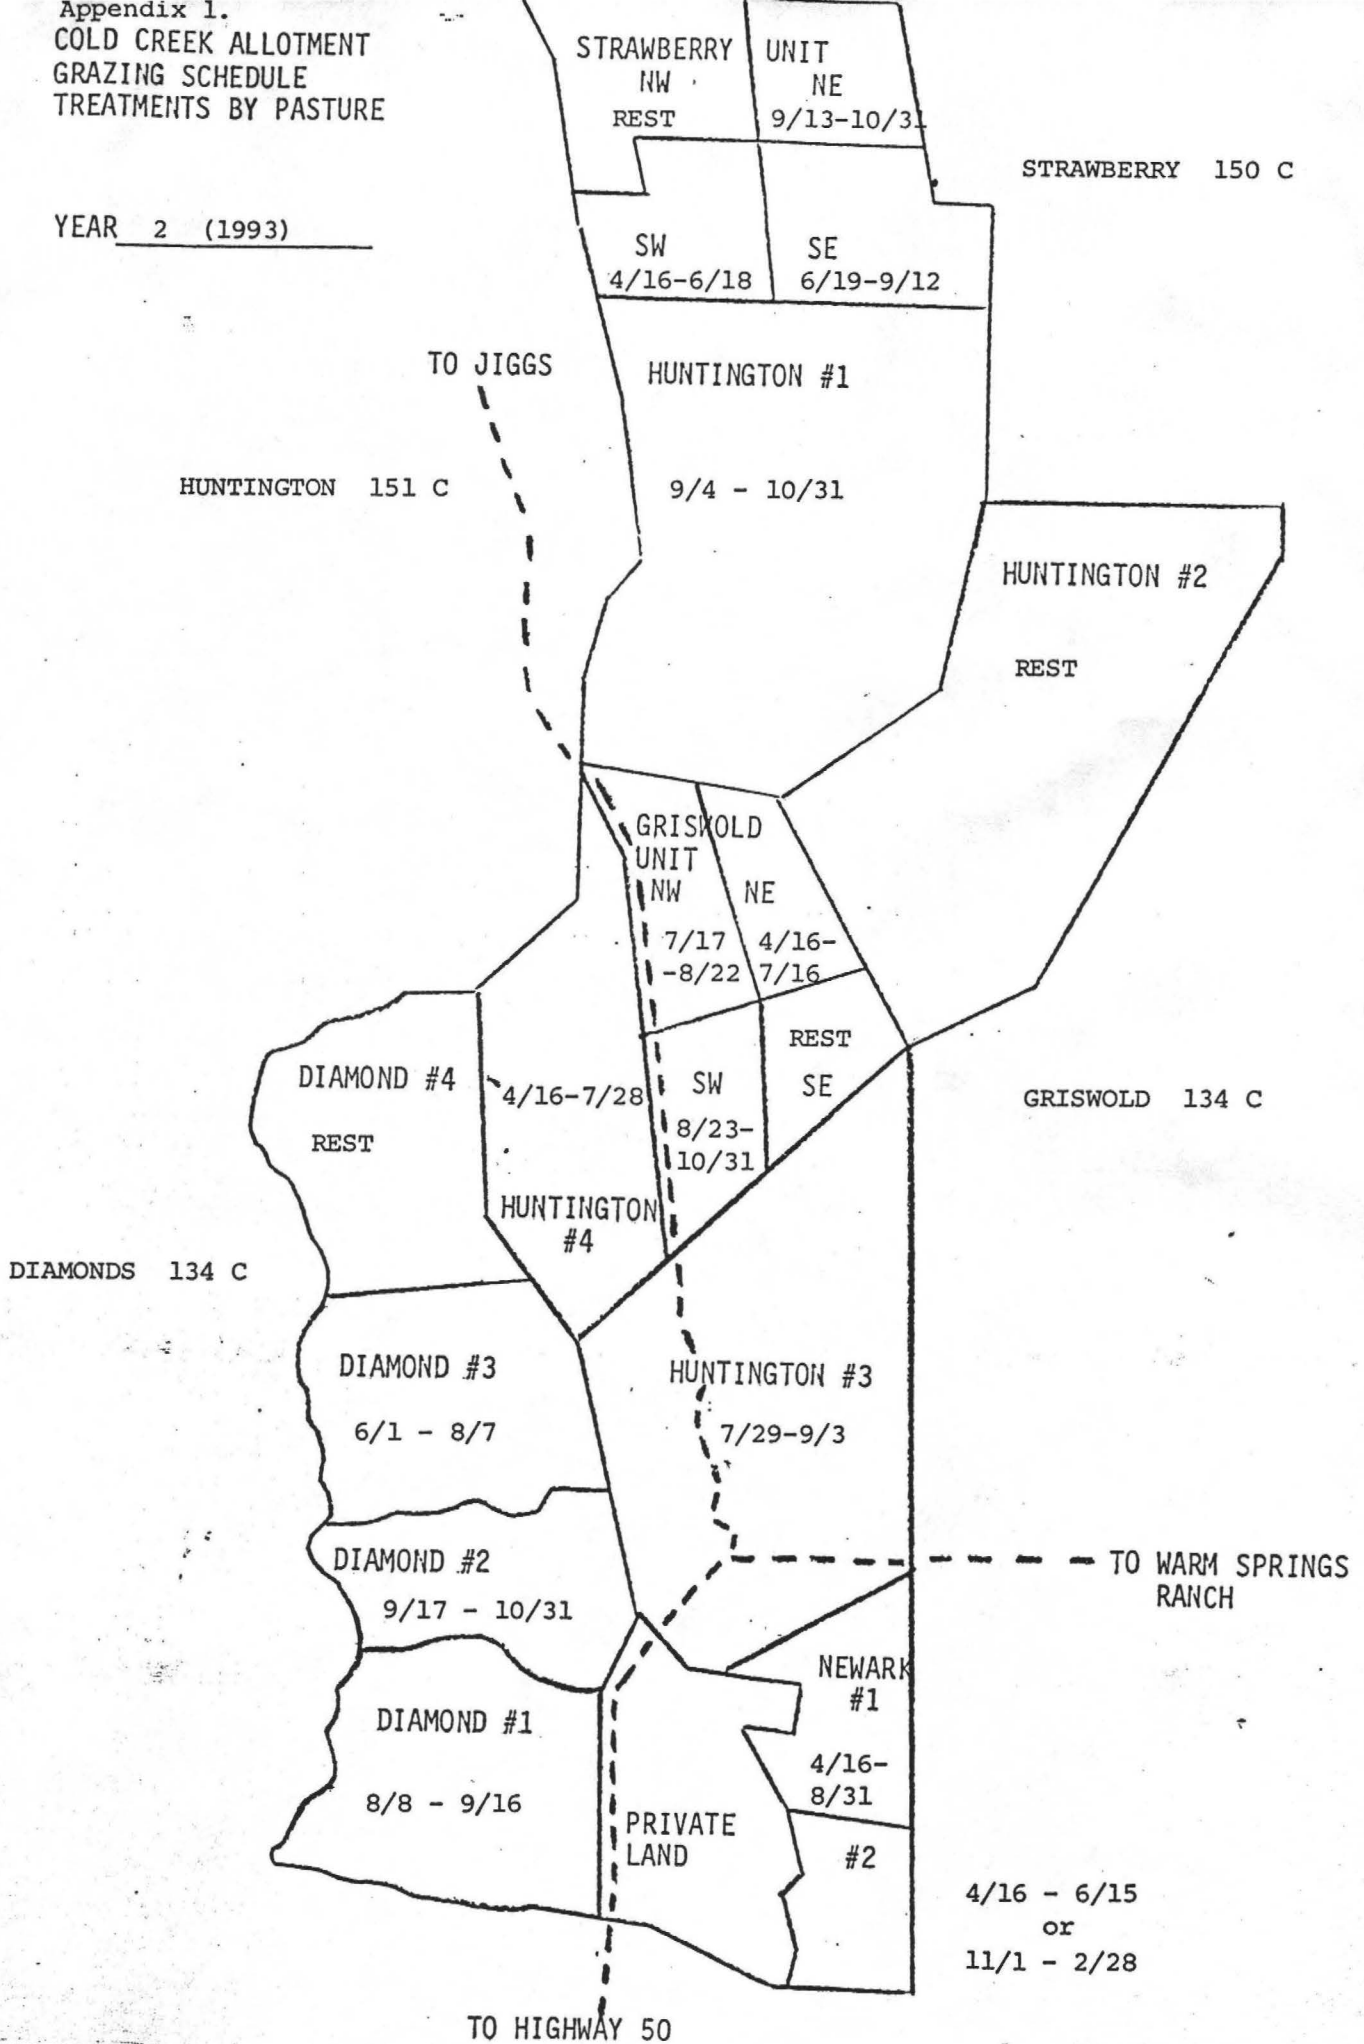 Appendix 1.
COLD CREEK ALLOTMENT
GRAZING SCHEDULE
TREATMENTS BY PASTURE
YEAR 2 (1993)
STRAWBERRY UNIT
NW
REST
NE
9/13-10/31
STRAWBERRY 150 C
SW
4/16-6/18
SE
6/19-9/12
TO JIGGS
HUNTINGTON #1
9/4 - 10/31
HUNTINGTON 151 C
HUNTINGTON #2
REST
GRISWOLD
UNIT
NW
7/17
-8/22
NE
4/16-
7/16
REST
SE
SW
8/23-
10/31
GRISWOLD 134 C
DIAMOND #4
REST
4/16-7/28
HUNTINGTON
#4
DIAMONDS 134 C
DIAMOND #3
6/1 - 8/7
HUNTINGTON #3
7/29-9/3
DIAMOND #2
9/17 - 10/31
TO WARM SPRINGS
RANCH
NEWARK
#1
4/16-
8/31
DIAMOND #1
8/8 - 9/16
PRIVATE
LAND
#2
4/16 - 6/15
or
11/1 - 2/28
TO HIGHWAY 50